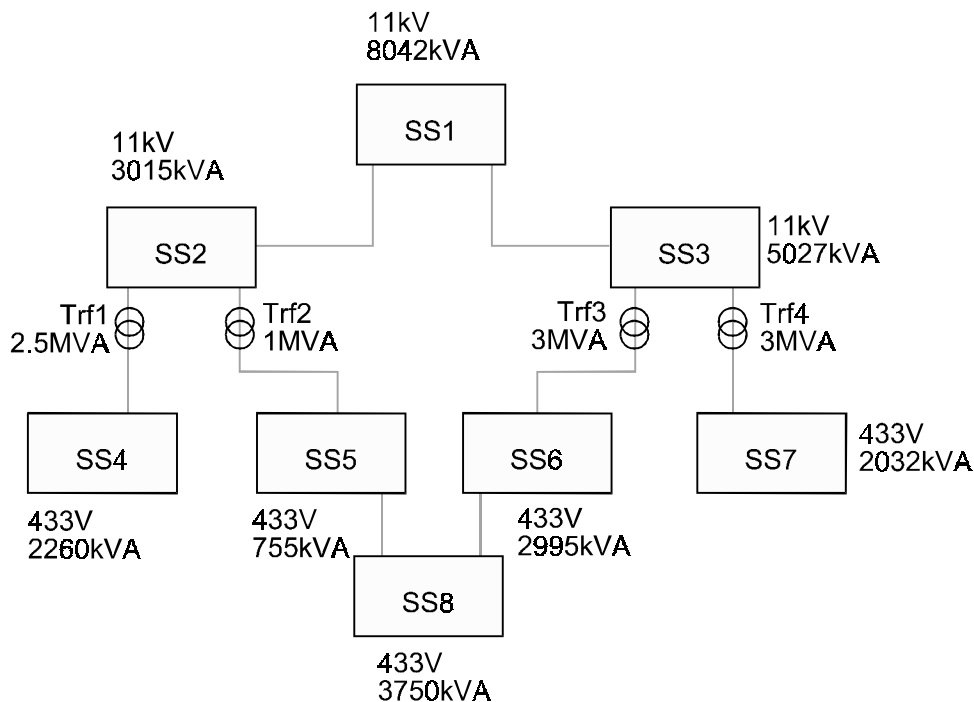 11kV
8042kVA
SS1
11kV
3015kVA
SS2
SS3
11kV
5027kVA
Trf1
2.5MVA
Trf2
1MVA
Trf3
3MVA
Trf4
3MVA
SS4
SS5
SS6
SS7
433V
2032kVA
433V
2260kVA
433V
755kVA
433V
2995kVA
SS8
433V
3750kVA